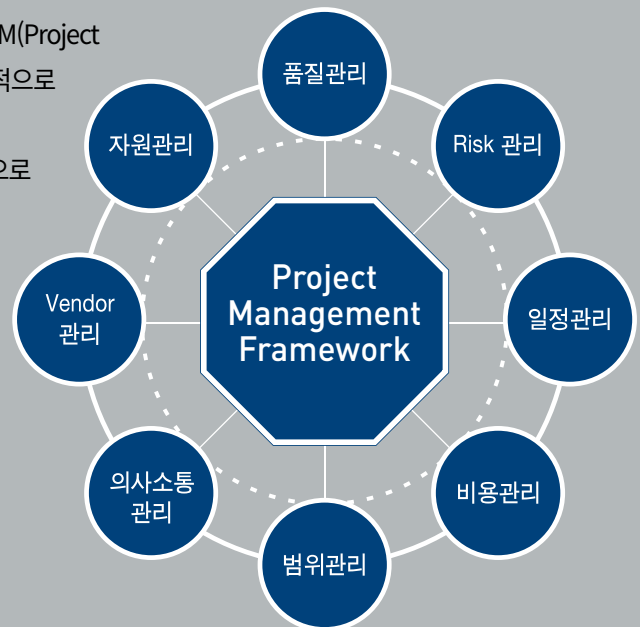 M(Project
적으로
으로
품질관리
Risk 관리
일정관리
비용관리
범위관리
의사소통
관리
Vendor
관리
자원관리
Project
Management
Framework